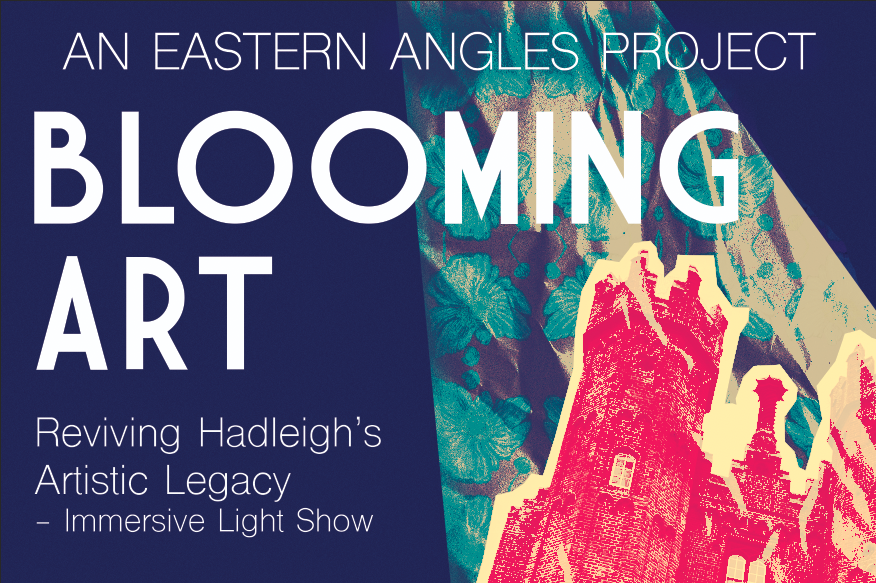 AN EASTERN ANGLES PROJECT
BLOOMING
ART
Reviving Hadleigh's
Artistic Legacy
– Immersive Light Show